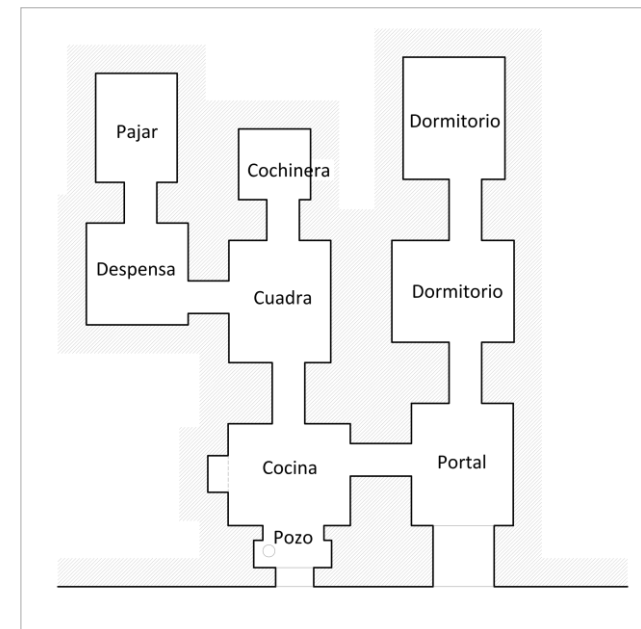 Pajar
Dormitorio
Cochinera
Despensa
Cuadra
Dormitorio
Cocina
Portal
Pozo